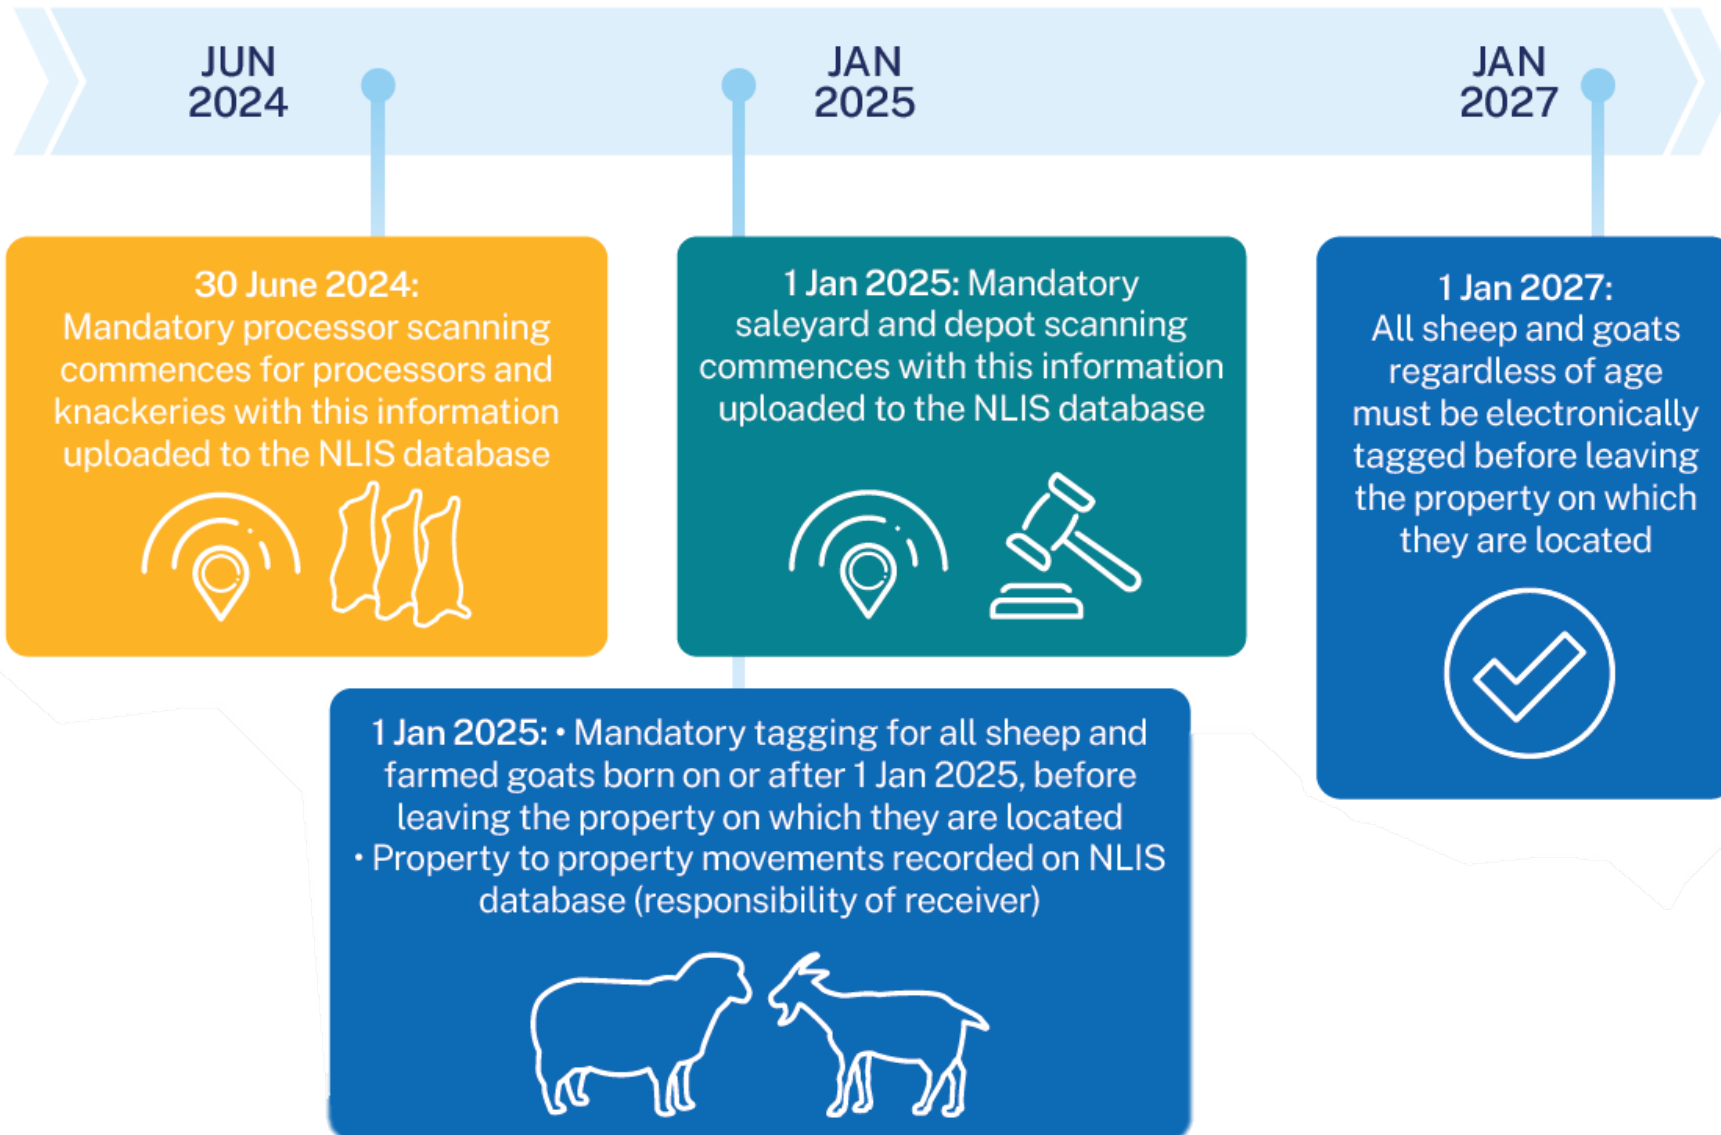 JUN
2024
JAN
2025
JAN
2027
30 June 2024:
Mandatory processor scanning
commences for processors and
knackeries with this information
uploaded to the NLIS database
1 Jan 2025: Mandatory
saleyard and depot scanning
commences with this information
uploaded to the NLIS database
1 Jan 2027:
All sheep and goats
regardless of age
must be electronically
tagged before leaving
the property on which
they are located
1 Jan 2025: • Mandatory tagging for all sheep and
farmed goats born on or after 1 Jan 2025, before
leaving the property on which they are located
• Property to property movements recorded on NLIS
database (responsibility of receiver)